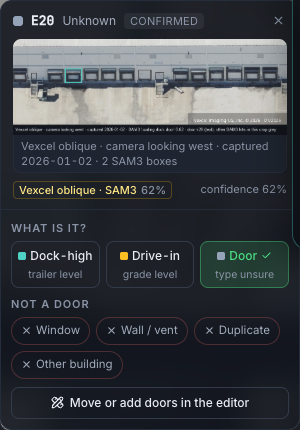 E20 Unknown CONFIRMED
Vexcel oblique · camera looking west · captured
2026-01-02 · 2 SAM3 boxes
Vexcel oblique · SAM3 62% confidence 62%
WHAT IS IT?
Dock-high
trailer level
Drive-in
grade level
Door ✓
type unsure
NOT A DOOR
✕ Window
✕ Wall / vent
✕ Duplicate
✕ Other building
Move or add doors in the editor